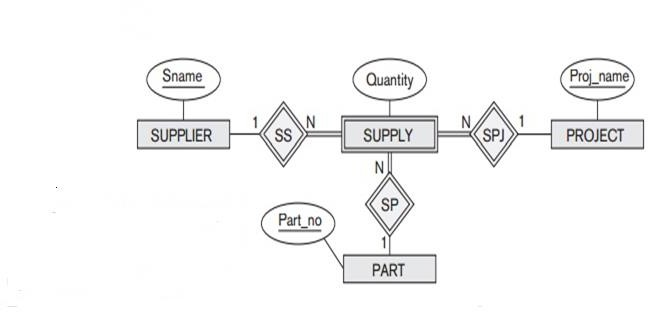 Sname
Quantity
Proj_name
SUPPLIER
1
SS
N
SUPPLY
N
SPJ
1
PROJECT
N
SP
Part_no
1
PART